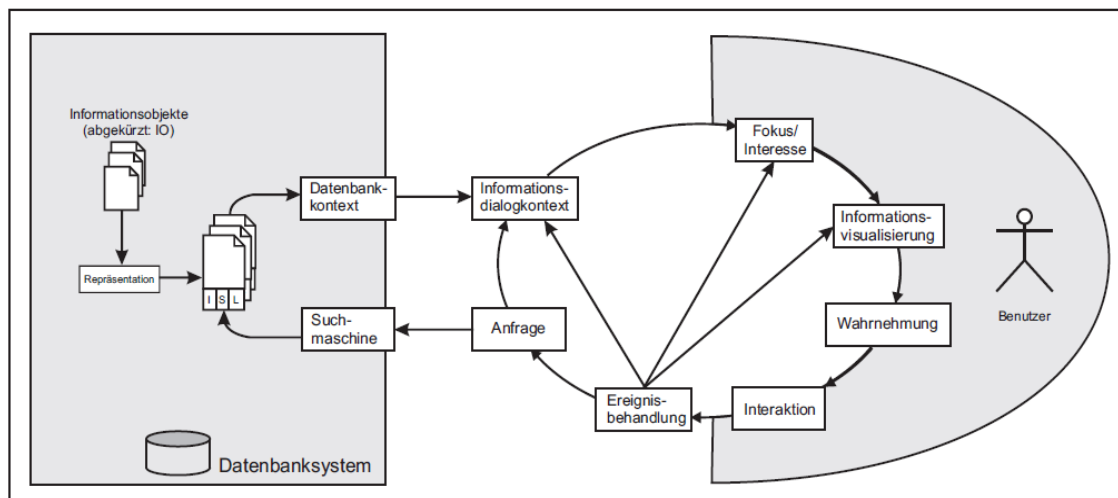 Informationsobjekte
(abgekürzt: IO)
Repräsentation
I S L
Datenbank-
kontext
Such-
maschine
Datenbanksystem
Informations-
dialogkontext
Anfrage
Ereignis-
behandlung
Fokus/
Interesse
Informations-
visualisierung
Wahrnehmung
Interaktion
Benutzer